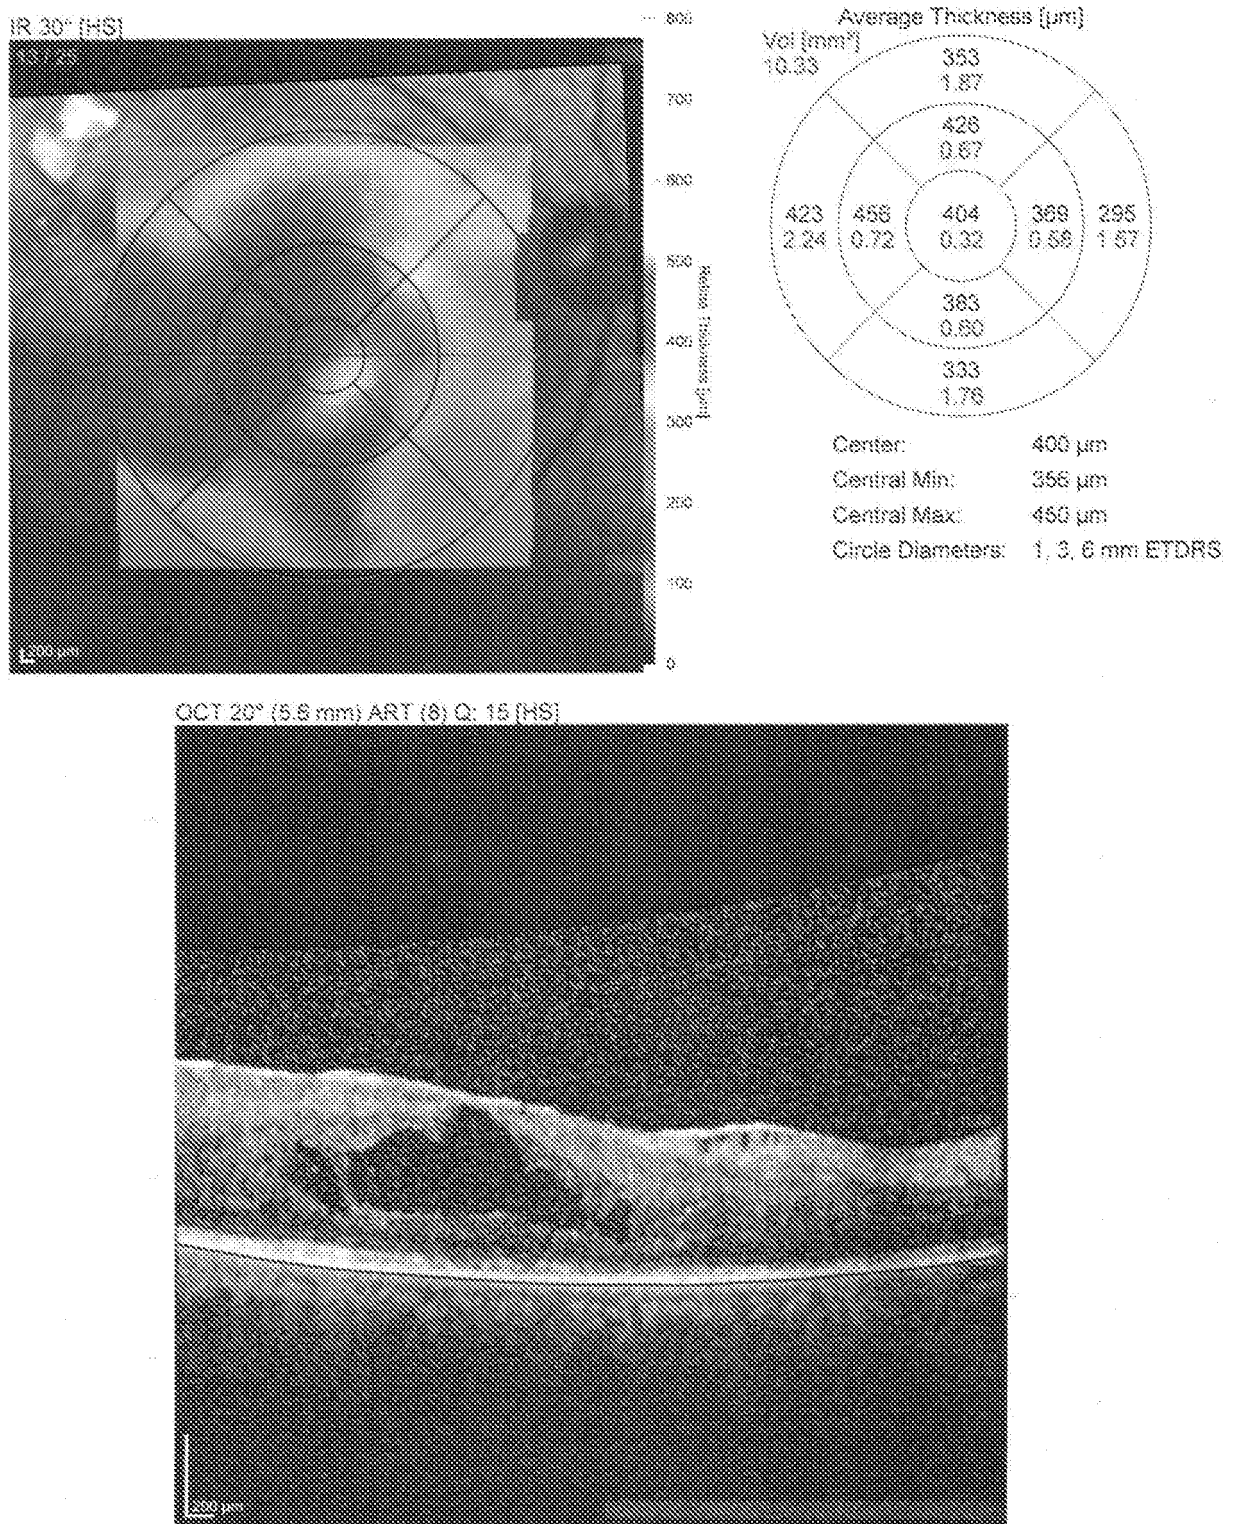 IR 30° [HS]
200 µm
800
700
600
500
400
300
200
100
0
Retina Thickness [µm]
Average Thickness [µm]
Vol [mm³]
10.33
353
1.87
426
0.67
423
2.24
0.72
404
0.32
369
295
1.57
383
0.60
333
1.76
Center: 400 µm
Central Min: 356 µm
Central Max: 450 µm
Circle Diameters: 1, 3, 6 mm ETDRS
OCT 20° (5.8 mm) ART (8) Q: 15 [HS]
200 µm